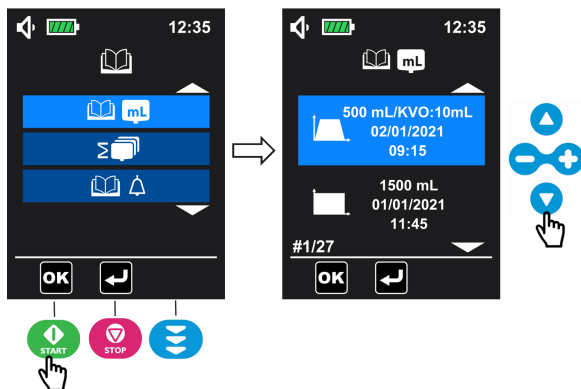 12:35
mL
Σ
OK
START
STOP
12:35
mL
500 mL/KVO:10mL
02/01/2021
09:15
1500 mL
01/01/2021
11:45
#1/27
OK